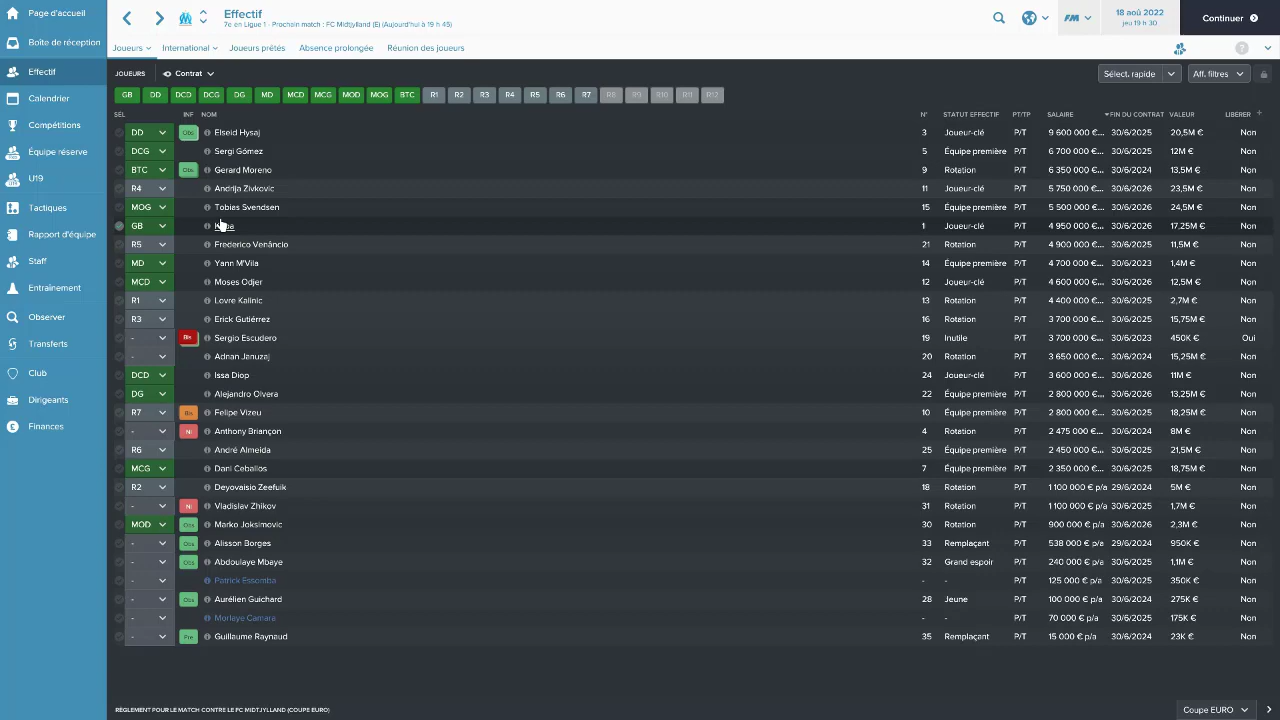 Page d'accueil
Boîte de réception
Effectif
Calendrier
Compétitions
Équipe réserve
U19
Tactiques
Rapport d'équipe
Staff
Entraînement
Observer
Transferts
Club
Dirigeants
Finances
Effectif
7e en Ligue 1 - Prochain match : FC Midtjylland (E) (Aujourd'hui à 19 h 45)
FM
18 aoû 2022
jeu 19 h 30
Continuer
Joueurs International Joueurs prêtés Absence prolongée Réunion des joueurs
JOUEURS Contrat Sélect. rapide Aff. filtres
GB DD DCD DCG DG MD MCD MCG MOD MOG BTC R1 R2 R3 R4 R5 R6 R7 R8 R9 R10 R11 R12
SÉL INF NOM N° STATUT EFFECTIF PT/TP SALAIRE FIN DU CONTRAT VALEUR LIBÉRER
DD Obs Elseid Hysaj 3 Joueur-clé P/T 9 600 000 €... 30/6/2025 20,5M € Non
DCG Sergi Gómez 5 Équipe première P/T 6 700 000 €... 30/6/2025 12M € Non
BTC Obs Gerard Moreno 9 Rotation P/T 6 350 000 €... 30/6/2024 13,5M € Non
R4 Andrija Zivkovic 11 Joueur-clé P/T 5 750 000 €... 30/6/2026 23,5M € Non
MOG Tobias Svendsen 15 Équipe première P/T 5 500 000 €... 30/6/2026 24,5M € Non
GB 1 Joueur-clé P/T 4 950 000 €... 30/6/2026 17,25M € Non
R5 Frederico Venâncio 21 Rotation P/T 4 900 000 €... 30/6/2025 11,5M € Non
MD Yann M'Vila 14 Équipe première P/T 4 700 000 €... 30/6/2023 1,4M € Non
MCD Moses Odjer 12 Joueur-clé P/T 4 600 000 €... 30/6/2026 12,5M € Non
R1 Lovre Kalinic 13 Rotation P/T 4 400 000 €... 30/6/2026 2,7M € Non
R3 Erick Gutiérrez 16 Rotation P/T 3 700 000 €... 30/6/2025 15,75M € Non
- Bls Sergio Escudero 19 Inutile P/T 3 700 000 €... 30/6/2023 450K € Oui
- Adnan Januzaj 20 Rotation P/T 3 650 000 €... 30/6/2024 15,25M € Non
DCD Issa Diop 24 Joueur-clé P/T 3 600 000 €... 30/6/2026 11M € Non
DG Alejandro Olvera 22 Équipe première P/T 2 800 000 €... 30/6/2026 13,25M € Non
R7 Bls Felipe Vizeu 10 Équipe première P/T 2 800 000 €... 30/6/2025 18,25M € Non
- NI Anthony Briançon 4 Rotation P/T 2 475 000 €... 30/6/2024 8M € Non
R6 André Almeida 25 Équipe première P/T 2 450 000 €... 30/6/2025 21,5M € Non
MCG Dani Ceballos 7 Équipe première P/T 2 350 000 €... 30/6/2025 18,75M € Non
R2 Deyovaisio Zeefuik 18 Rotation P/T 1 100 000 € p/a 29/6/2024 5M € Non
- NI Vladislav Zhikov 31 Rotation P/T 1 100 000 € p/a 30/6/2025 1,7M € Non
MOD Obs Marko Joksimovic 30 Rotation P/T 900 000 € p/a 30/6/2026 2,3M € Non
- Obs Alisson Borges 33 Remplaçant P/T 538 000 € p/a 29/6/2024 950K € Non
- Obs Abdoulaye Mbaye 32 Grand espoir P/T 240 000 € p/a 30/6/2025 1,1M € Non
- Patrick Essomba - - P/T 125 000 € p/a 30/6/2025 350K € Non
- Obs Aurélien Guichard 28 Jeune P/T 100 000 € p/a 30/6/2024 275K € Non
- Morlaye Camara - - P/T 70 000 € p/a 30/6/2025 175K € Non
- Pre Guillaume Raynaud 35 Remplaçant P/T 15 000 € p/a 30/6/2024 23K € Non
RÈGLEMENT POUR LE MATCH CONTRE LE FC MIDTJYLLAND (COUPE EURO) Coupe EURO